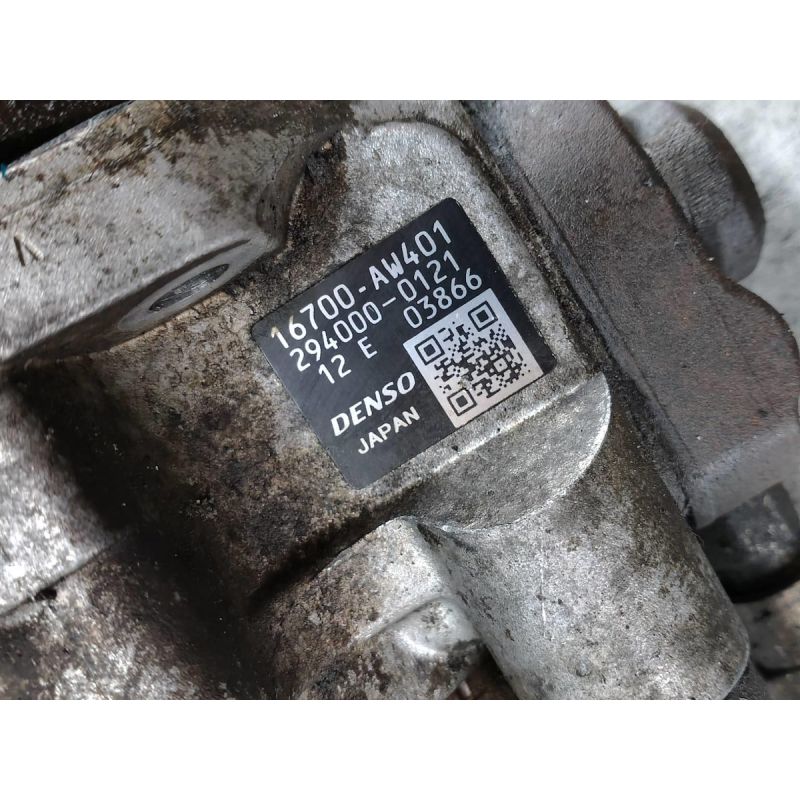 16700-AW401
294000-0121
12 E 03866
DENSO
JAPAN